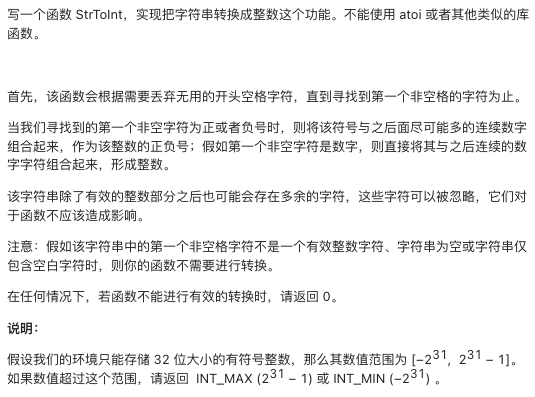 写一个函数 StrToInt，实现把字符串转换成整数这个功能。不能使用 atoi 或者其他类似的库
函数。
首先，该函数会根据需要丢弃无用的开头空格字符，直到寻找到第一个非空格的字符为止。
当我们寻找到的第一个非空字符为正或者负号时，则将该符号与之后面尽可能多的连续数字
组合起来，作为该整数的正负号；假如第一个非空字符是数字，则直接将其与之后连续的数
字字符组合起来，形成整数。
该字符串除了有效的整数部分之后也可能会存在多余的字符，这些字符可以被忽略，它们对
于函数不应该造成影响。
注意：假如该字符串中的第一个非空格字符不是一个有效整数字符、字符串为空或字符串仅
包含空白字符时，则你的函数不需要进行转换。
在任何情况下，若函数不能进行有效的转换时，请返回 0。
说明：
假设我们的环境只能存储 32 位大小的有符号整数，那么其数值范围为 [−2³¹, 2³¹ − 1]。
如果数值超过这个范围，请返回 INT_MAX (2³¹ − 1) 或 INT_MIN (−2³¹) 。